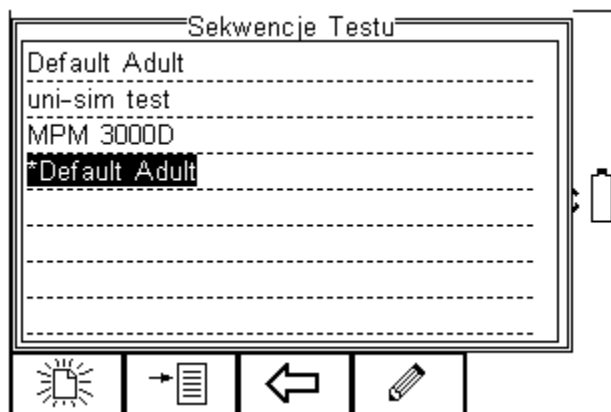 Sekwencje Testu
Default Adult
uni-sim test
MPM 3000D
*Default Adult